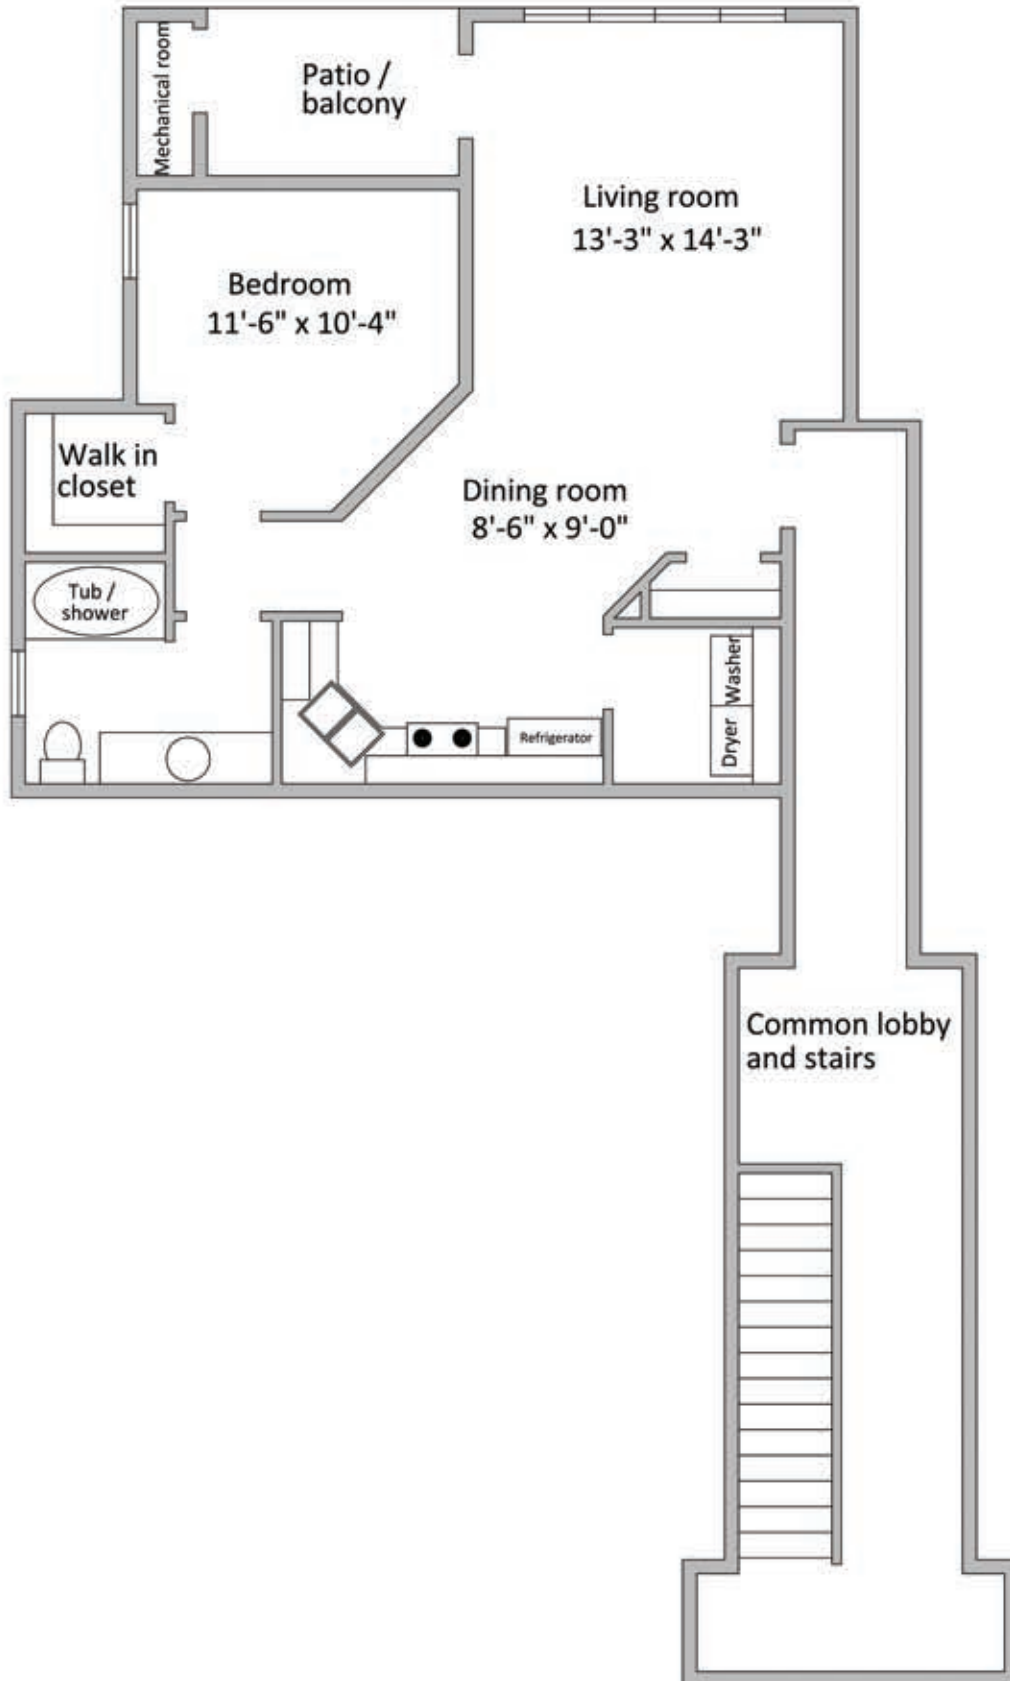 Mechanical room
Patio /
balcony
Living room
13'-3" x 14'-3"
Bedroom
11'-6" x 10'-4"
Walk in
closet
Dining room
8'-6" x 9'-0"
Tub /
shower
Washer
Dryer
Refrigerator
Common lobby
and stairs